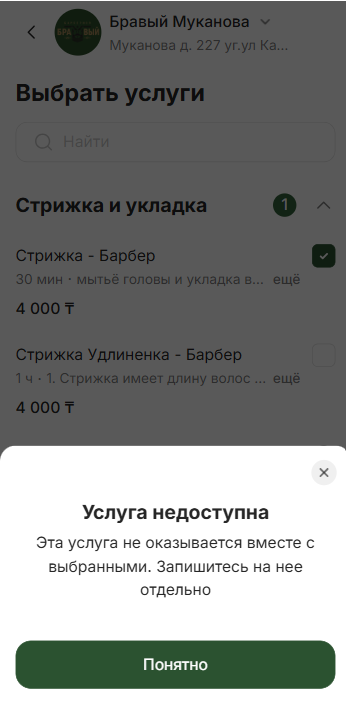 Бравый Муканова
Муканова д. 227 уг.ул Ка...
БРА ВЫЙ
Выбрать услуги
Найти
Стрижка и укладка 1
Стрижка - Барбер
30 мин · мытьё головы и укладка в... ещё
4 000 ₸
Стрижка Удлиненка - Барбер
1 ч · 1. Стрижка имеет длину волос ... ещё
4 000 ₸
Услуга недоступна
Эта услуга не оказывается вместе с
выбранными. Запишитесь на нее
отдельно
Понятно